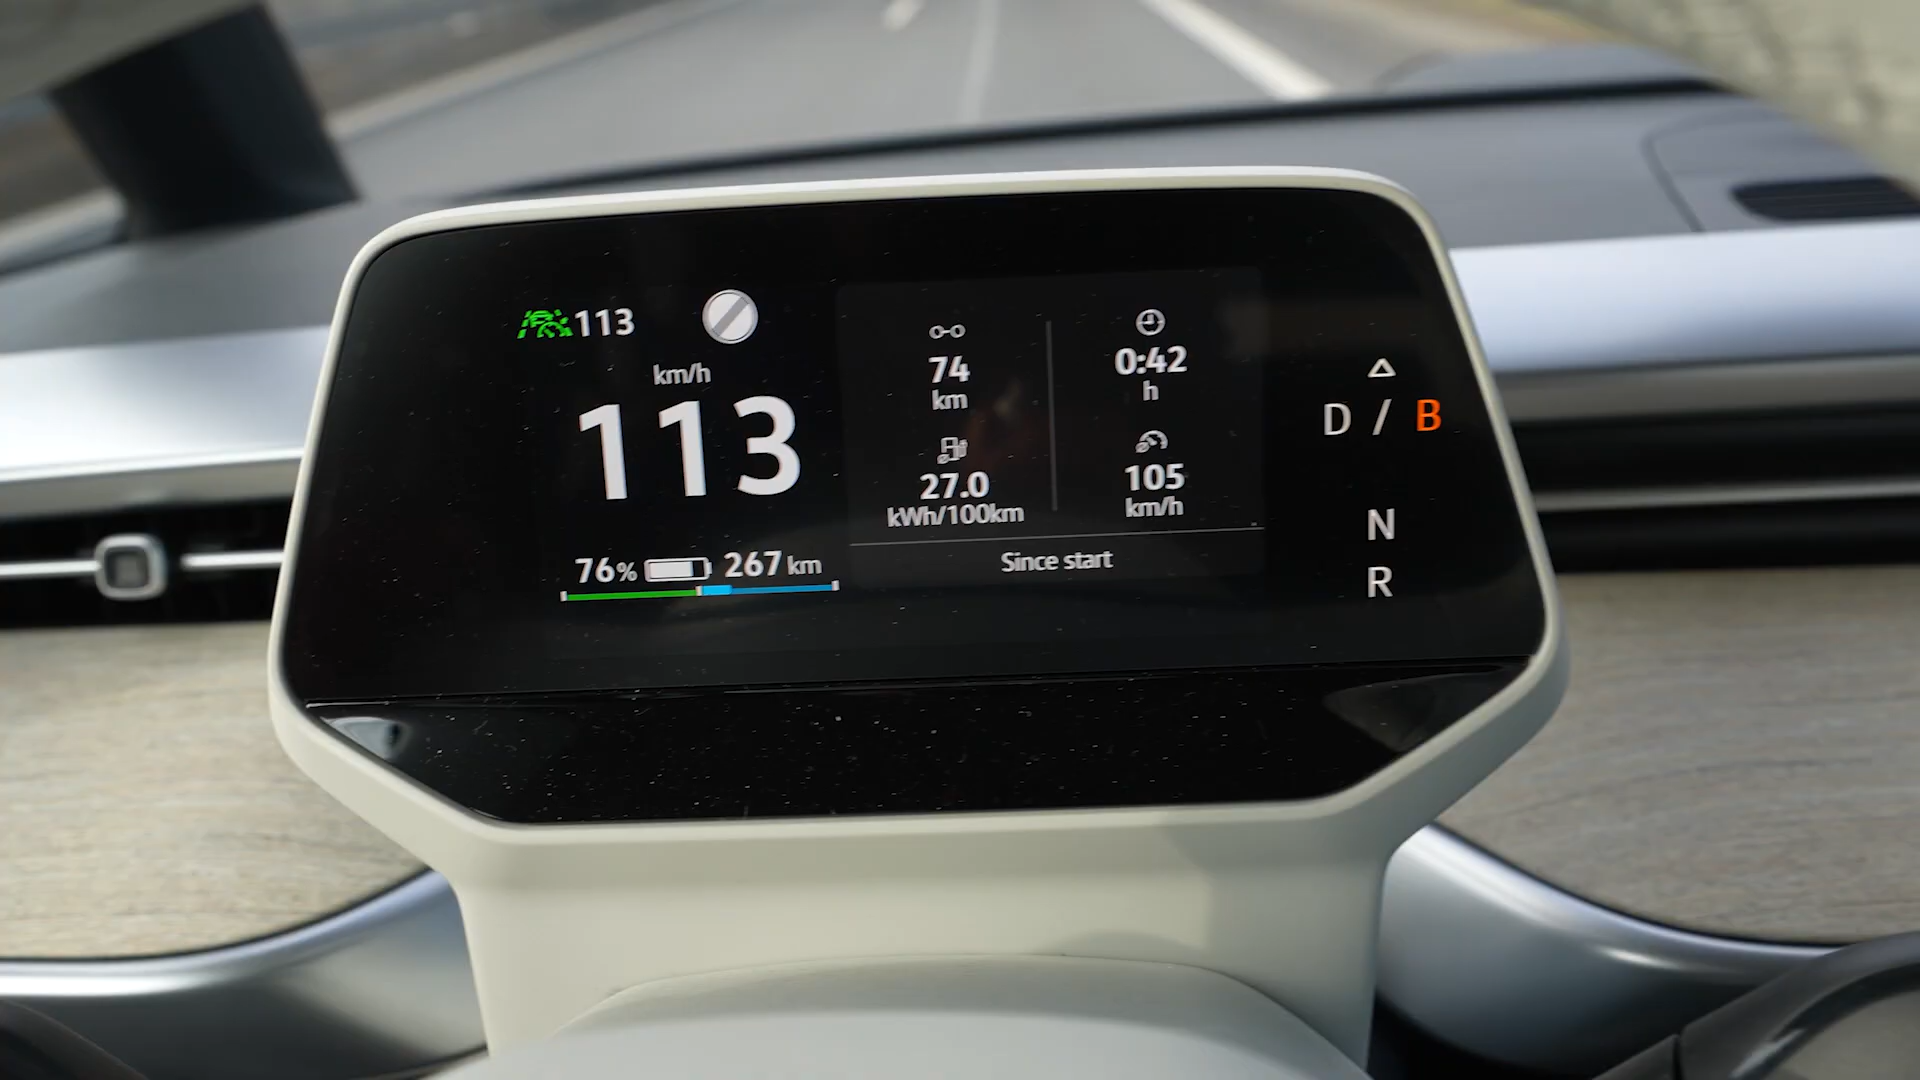 113
km/h
113
76% 267 km
74
km
27.0
kWh/100km
0:42
h
105
km/h
Since start
D / B
N
R